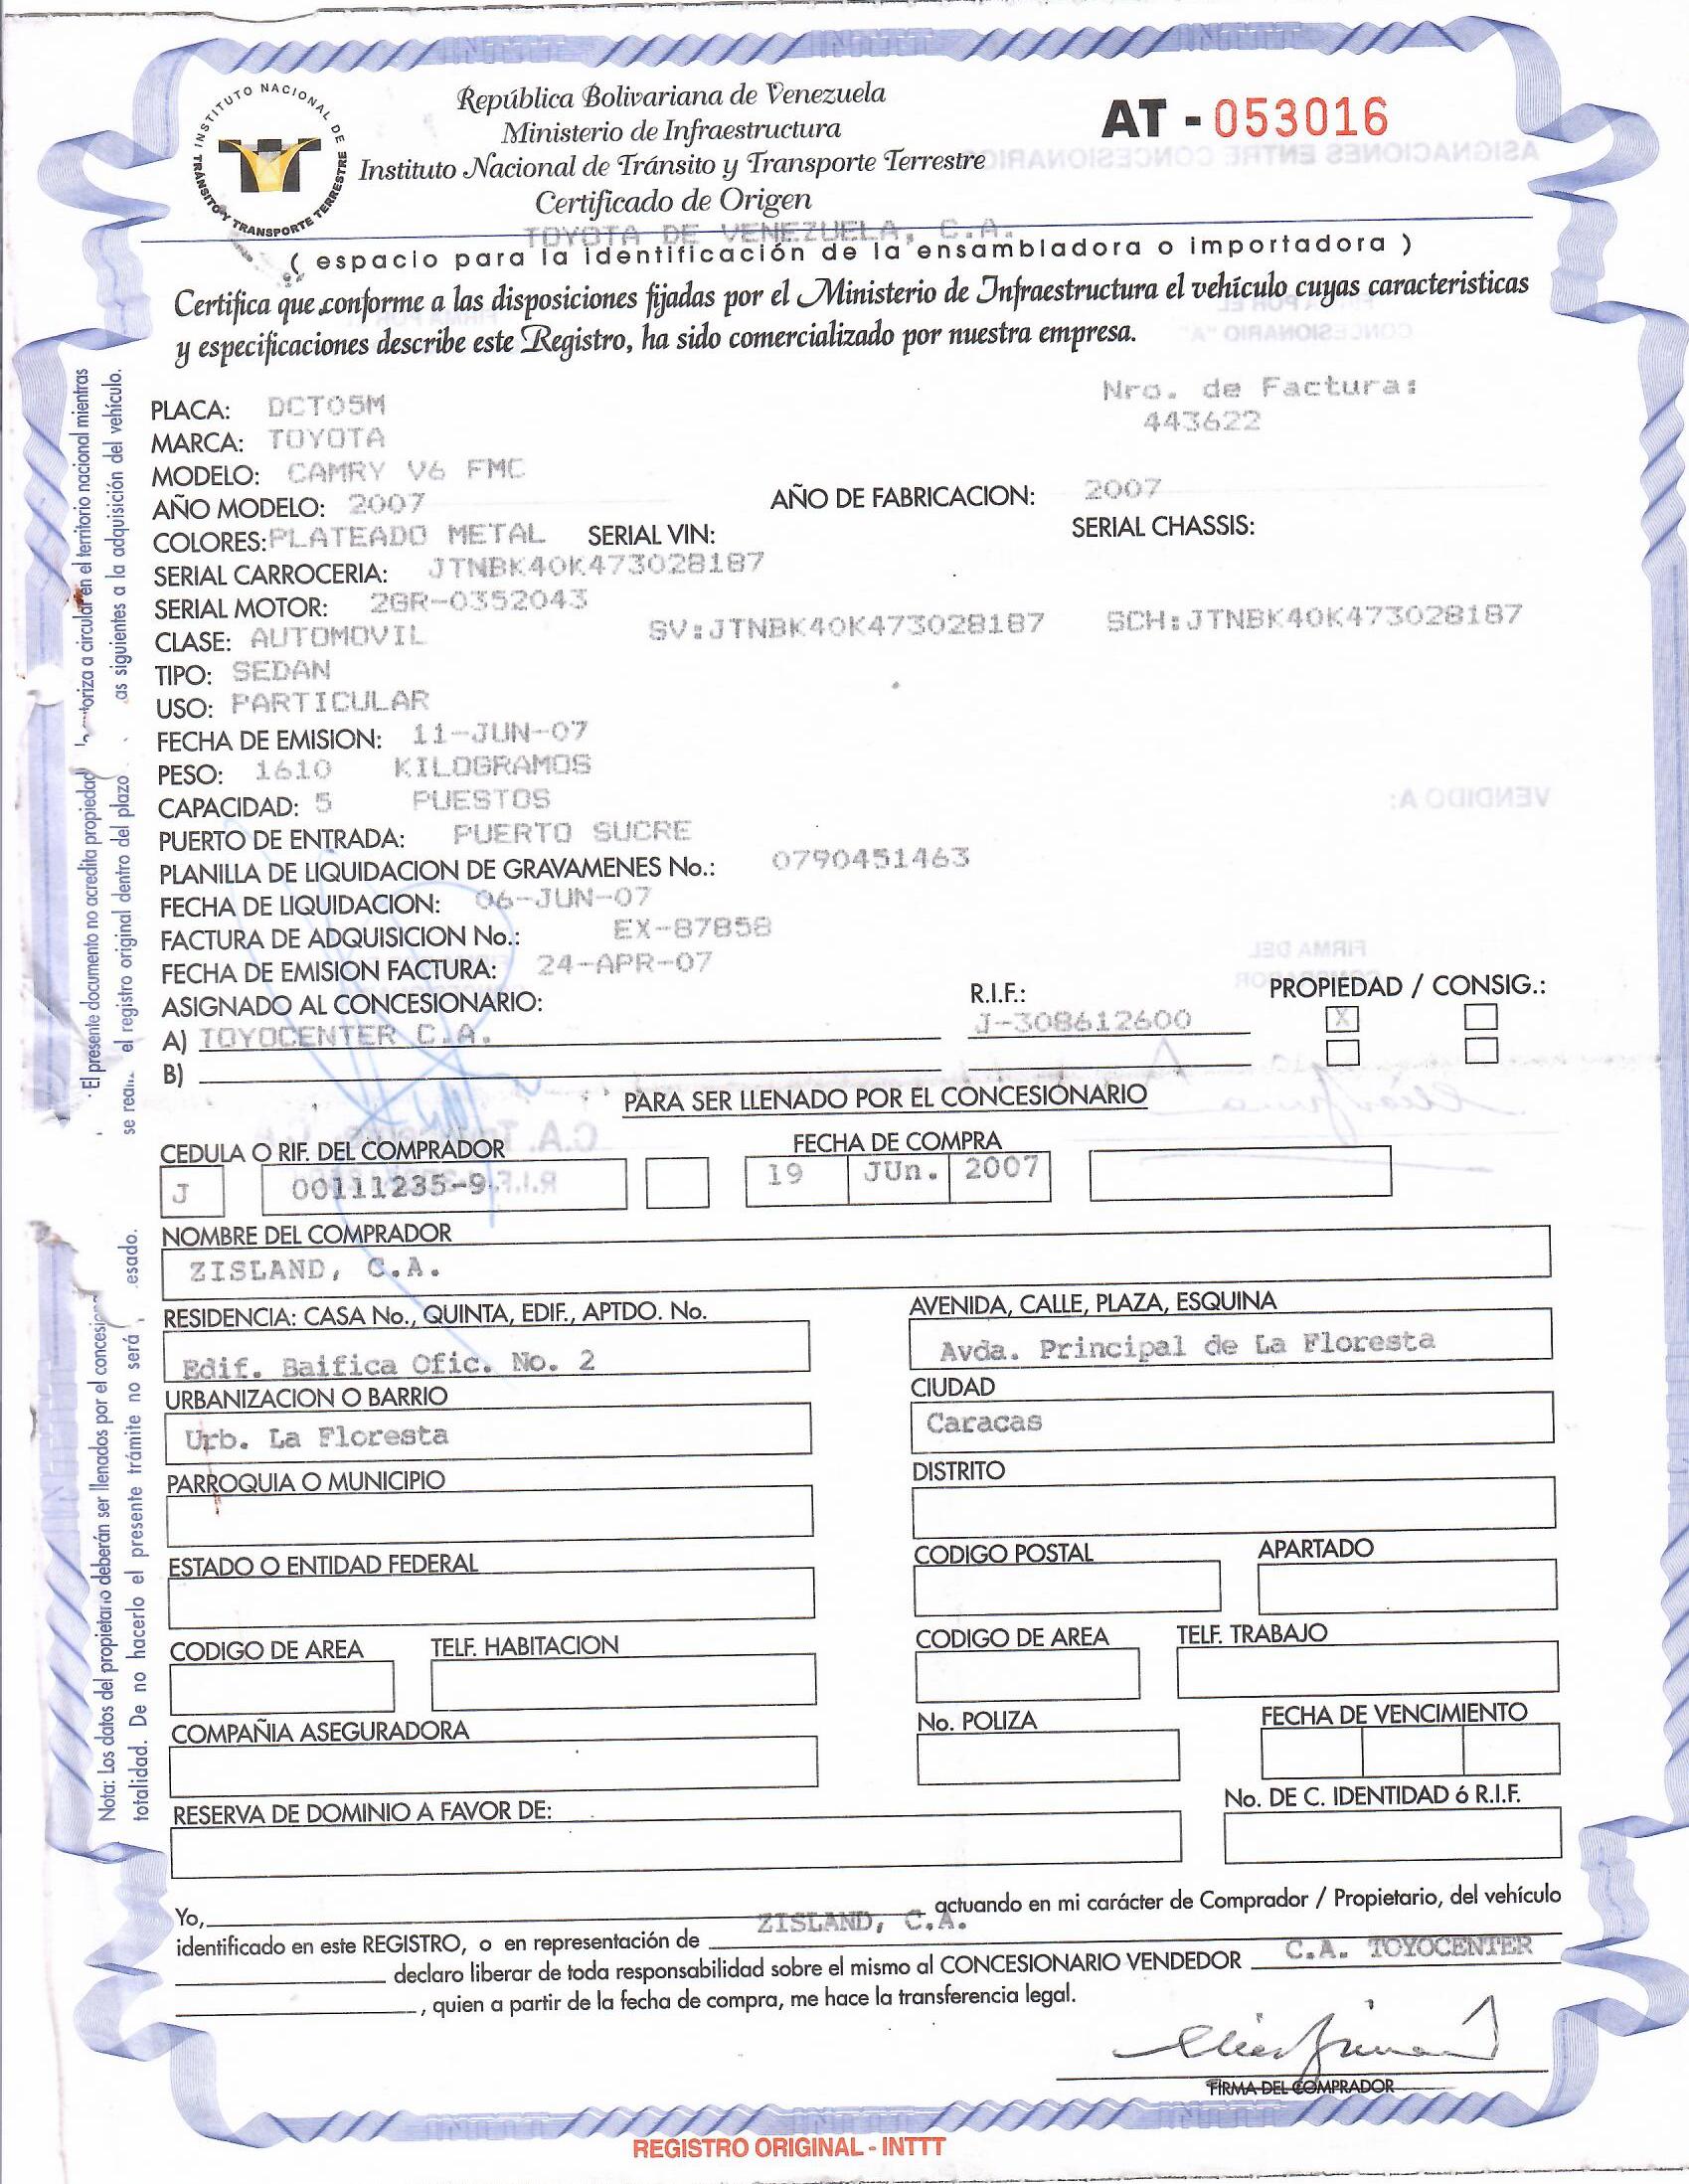 INSTITUTO NACIONAL DE TRÁNSITO Y TRANSPORTE TERRESTRE
República Bolivariana de Venezuela
Ministerio de Infraestructura
Instituto Nacional de Tránsito y Transporte Terrestre
Certificado de Origen
AT - 053016
TOYOTA DE VENEZUELA, C.A.
( espacio para la identificación de la ensambladora o importadora )
Certifica que conforme a las disposiciones fijadas por el Ministerio de Infraestructura el vehículo cuyas caracteristicas
y especificaciones describe este Registro, ha sido comercializado por nuestra empresa.
Nro. de Factura:
443622
PLACA: DCT05M
MARCA: TOYOTA
MODELO: CAMRY V6 FMC
AÑO MODELO: 2007 AÑO DE FABRICACION: 2007
COLORES: PLATEADO METAL SERIAL VIN: SERIAL CHASSIS:
SERIAL CARROCERIA: JTNBK40K473028187
SERIAL MOTOR: 2GR-0352043
CLASE: AUTOMOVIL SV:JTNBK40K473028187 SCH:JTNBK40K473028187
TIPO: SEDAN
USO: PARTICULAR
FECHA DE EMISION: 11-JUN-07
PESO: 1610 KILOGRAMOS
CAPACIDAD: 5 PUESTOS
PUERTO DE ENTRADA: PUERTO SUCRE
PLANILLA DE LIQUIDACION DE GRAVAMENES No.: 0790451463
FECHA DE LIQUIDACION: 06-JUN-07
FACTURA DE ADQUISICION No.: EX-87858
FECHA DE EMISION FACTURA: 24-APR-07
ASIGNADO AL CONCESIONARIO: R.I.F.: PROPIEDAD / CONSIG.:
A) TOYOCENTER C.A. J-308612600 X
B)
PARA SER LLENADO POR EL CONCESIONARIO
CEDULA O RIF. DEL COMPRADOR FECHA DE COMPRA
J 00111235-9 19 JUn. 2007
NOMBRE DEL COMPRADOR
ZISLAND, C.A.
RESIDENCIA: CASA No., QUINTA, EDIF., APTDO. No. AVENIDA, CALLE, PLAZA, ESQUINA
Edif. Baifica Ofic. No. 2 Avda. Principal de La Floresta
URBANIZACION O BARRIO CIUDAD
Urb. La Floresta Caracas
PARROQUIA O MUNICIPIO DISTRITO
ESTADO O ENTIDAD FEDERAL CODIGO POSTAL APARTADO
CODIGO DE AREA TELF. HABITACION CODIGO DE AREA TELF. TRABAJO
COMPAÑIA ASEGURADORA No. POLIZA FECHA DE VENCIMIENTO
RESERVA DE DOMINIO A FAVOR DE: No. DE C. IDENTIDAD ó R.I.F.
Yo, actuando en mi carácter de Comprador / Propietario, del vehículo
identificado en este REGISTRO, o en representación de ZISLAND, C.A.
declaro liberar de toda responsabilidad sobre el mismo al CONCESIONARIO VENDEDOR C.A. TOYOCENTER
, quien a partir de la fecha de compra, me hace la transferencia legal.
FIRMA DEL COMPRADOR
REGISTRO ORIGINAL - INTTT
El presente documento no acredita propiedad en el territorio nacional mientras
el registro original dentro del plazo as siguientes a la adquisición del vehículo.
Nota: Los datos del propietario deberán ser llenados por el
totalidad. De no hacerlo el presente trámite no será